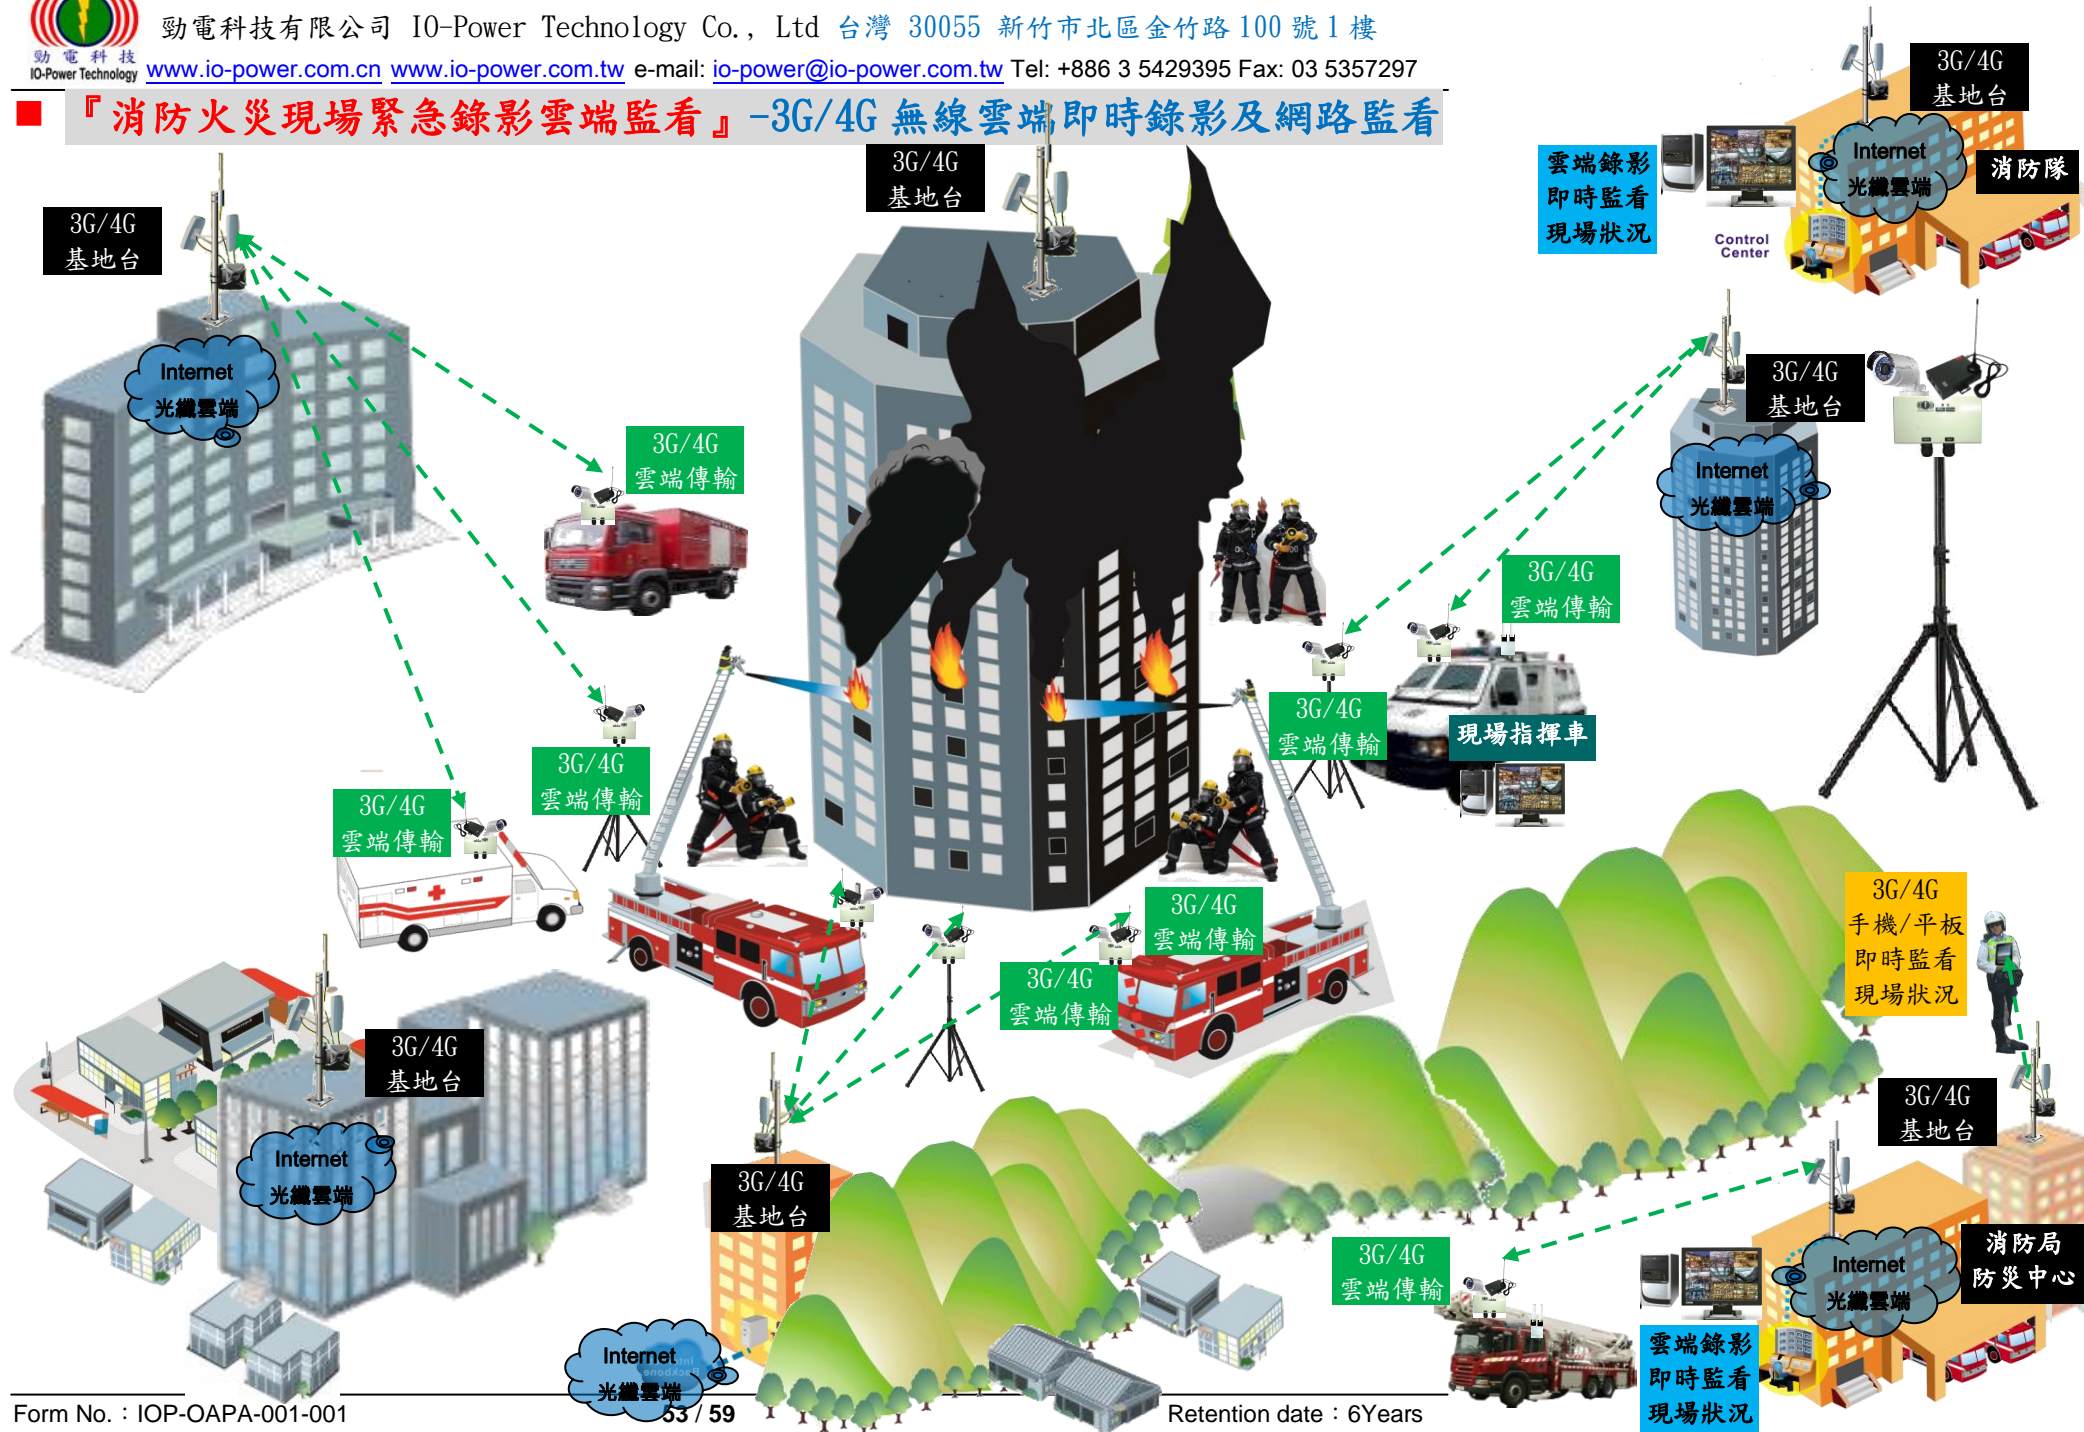 勁電科技有限公司 IO-Power Technology Co., Ltd 台灣 30055 新竹市北區金竹路 100 號 1 樓
勁電科技
IO-Power Technology
www.io-power.com.cn www.io-power.com.tw e-mail: io-power@io-power.com.tw Tel: +886 3 5429395 Fax: 03 5357297
■ 『消防火災現場緊急錄影雲端監看』-3G/4G 無線雲端即時錄影及網路監看
3G/4G
基地台
雲端錄影
即時監看
現場狀況
Internet
光纖雲端
消防隊
Control
Center
3G/4G
基地台
3G/4G
基地台
Internet
光纖雲端
3G/4G
雲端傳輸
3G/4G
基地台
Internet
光纖雲端
3G/4G
雲端傳輸
3G/4G
雲端傳輸
現場指揮車
3G/4G
雲端傳輸
3G/4G
雲端傳輸
3G/4G
雲端傳輸
3G/4G
雲端傳輸
3G/4G
手機/平板
即時監看
現場狀況
3G/4G
基地台
Internet
光纖雲端
3G/4G
基地台
3G/4G
基地台
3G/4G
雲端傳輸
Internet
光纖雲端
消防局
防災中心
雲端錄影
即時監看
現場狀況
Internet
光纖雲端
Form No.：IOP-OAPA-001-001
53 / 59
Retention date：6Years